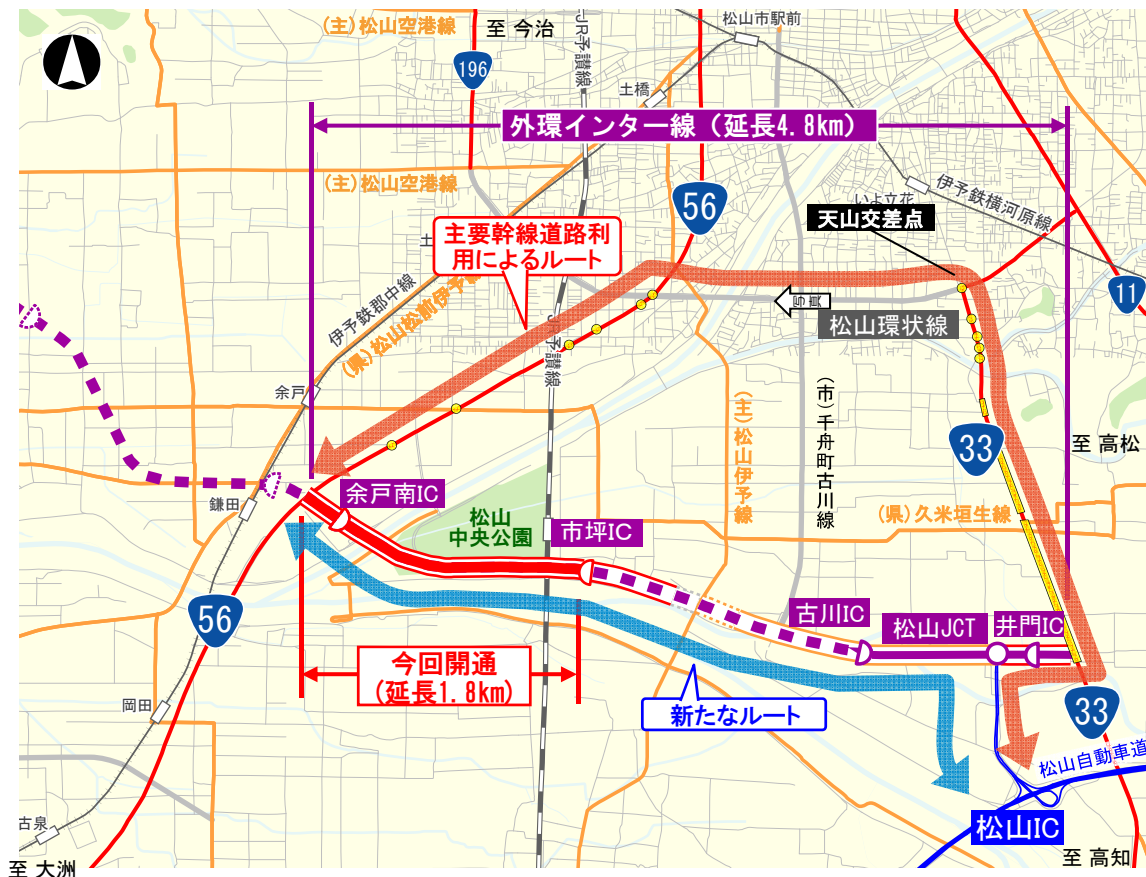 (主)松山空港線
至 今治
JR予讃線
松山市駅前
196
土橋
外環インター線（延長4.8km）
(主)松山空港線
56
伊予鉄横河原線
いよ立花
天山交差点
主要幹線道路利
用によるルート
11
写真
松山環状線
伊予鉄郡中線
(県)松山松前伊予
JR予讃線
余戸
(市)千舟町古川線
(主)松山伊予線
33
至 高松
余戸南IC
鎌田
松山
中央公園
市坪IC
(県)久米垣生線
56
古川IC
松山JCT
井門IC
今回開通
(延長1.8km)
岡田
新たなルート
33
松山自動車道
古泉
松山IC
至 大洲
至 高知